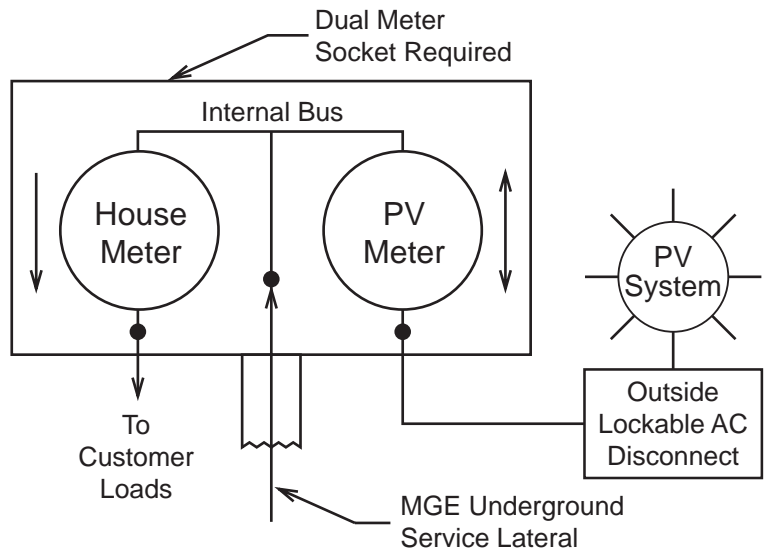 Dual Meter
Socket Required
Internal Bus
House
Meter
PV
Meter
PV
System
Outside
Lockable AC
Disconnect
To
Customer
Loads
MGE Underground
Service Lateral